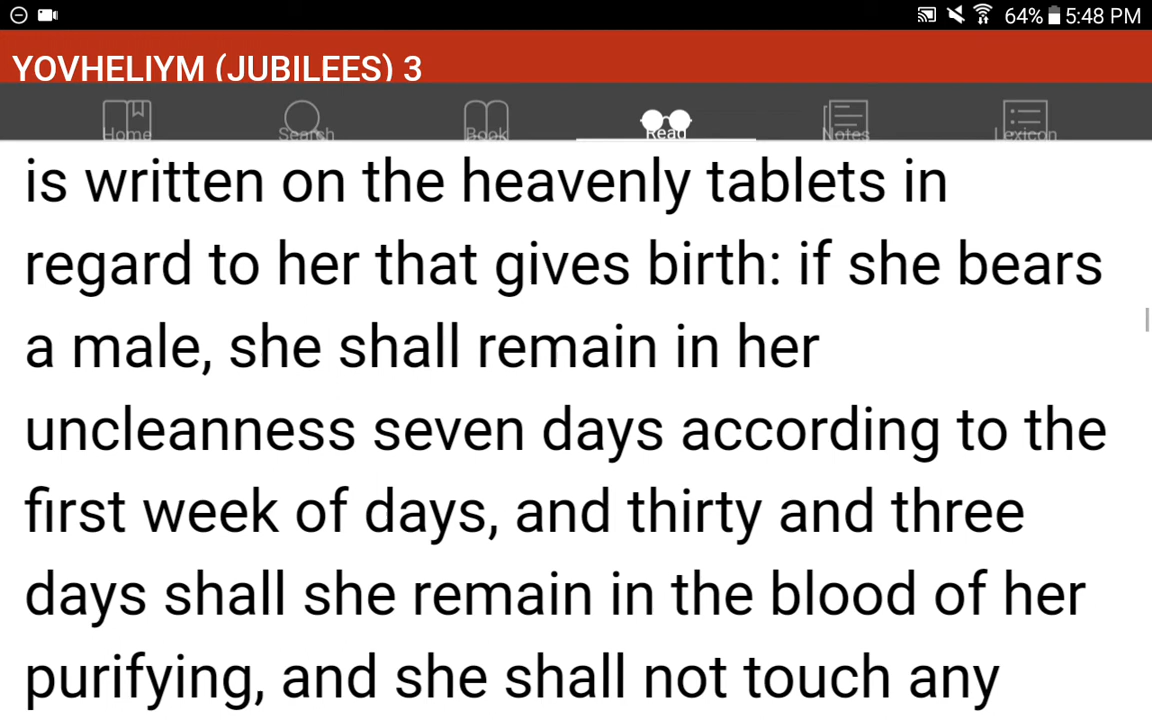 64% 5:48 PM
YOVHELIYM (JUBILEES) 3
Home Search Book Read Notes Lexicon
is written on the heavenly tablets in
regard to her that gives birth: if she bears
a male, she shall remain in her
uncleanness seven days according to the
first week of days, and thirty and three
days shall she remain in the blood of her
purifying, and she shall not touch any